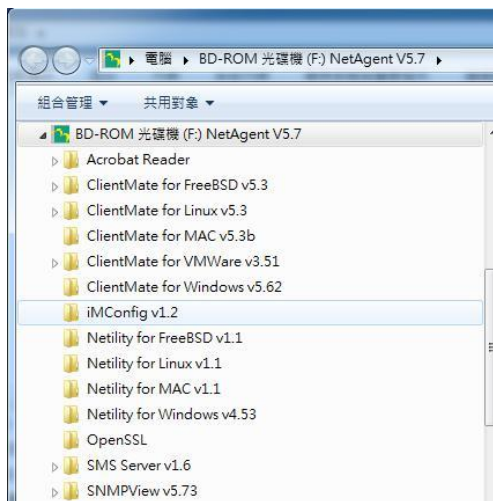 電腦 ▸ BD-ROM 光碟機 (F:) NetAgent V5.7 ▸
組合管理 ▼ 共用對象 ▼
BD-ROM 光碟機 (F:) NetAgent V5.7
Acrobat Reader
ClientMate for FreeBSD v5.3
ClientMate for Linux v5.3
ClientMate for MAC v5.3b
ClientMate for VMWare v3.51
ClientMate for Windows v5.62
iMConfig v1.2
Netility for FreeBSD v1.1
Netility for Linux v1.1
Netility for MAC v1.1
Netility for Windows v4.53
OpenSSL
SMS Server v1.6
SNMPView v5.73